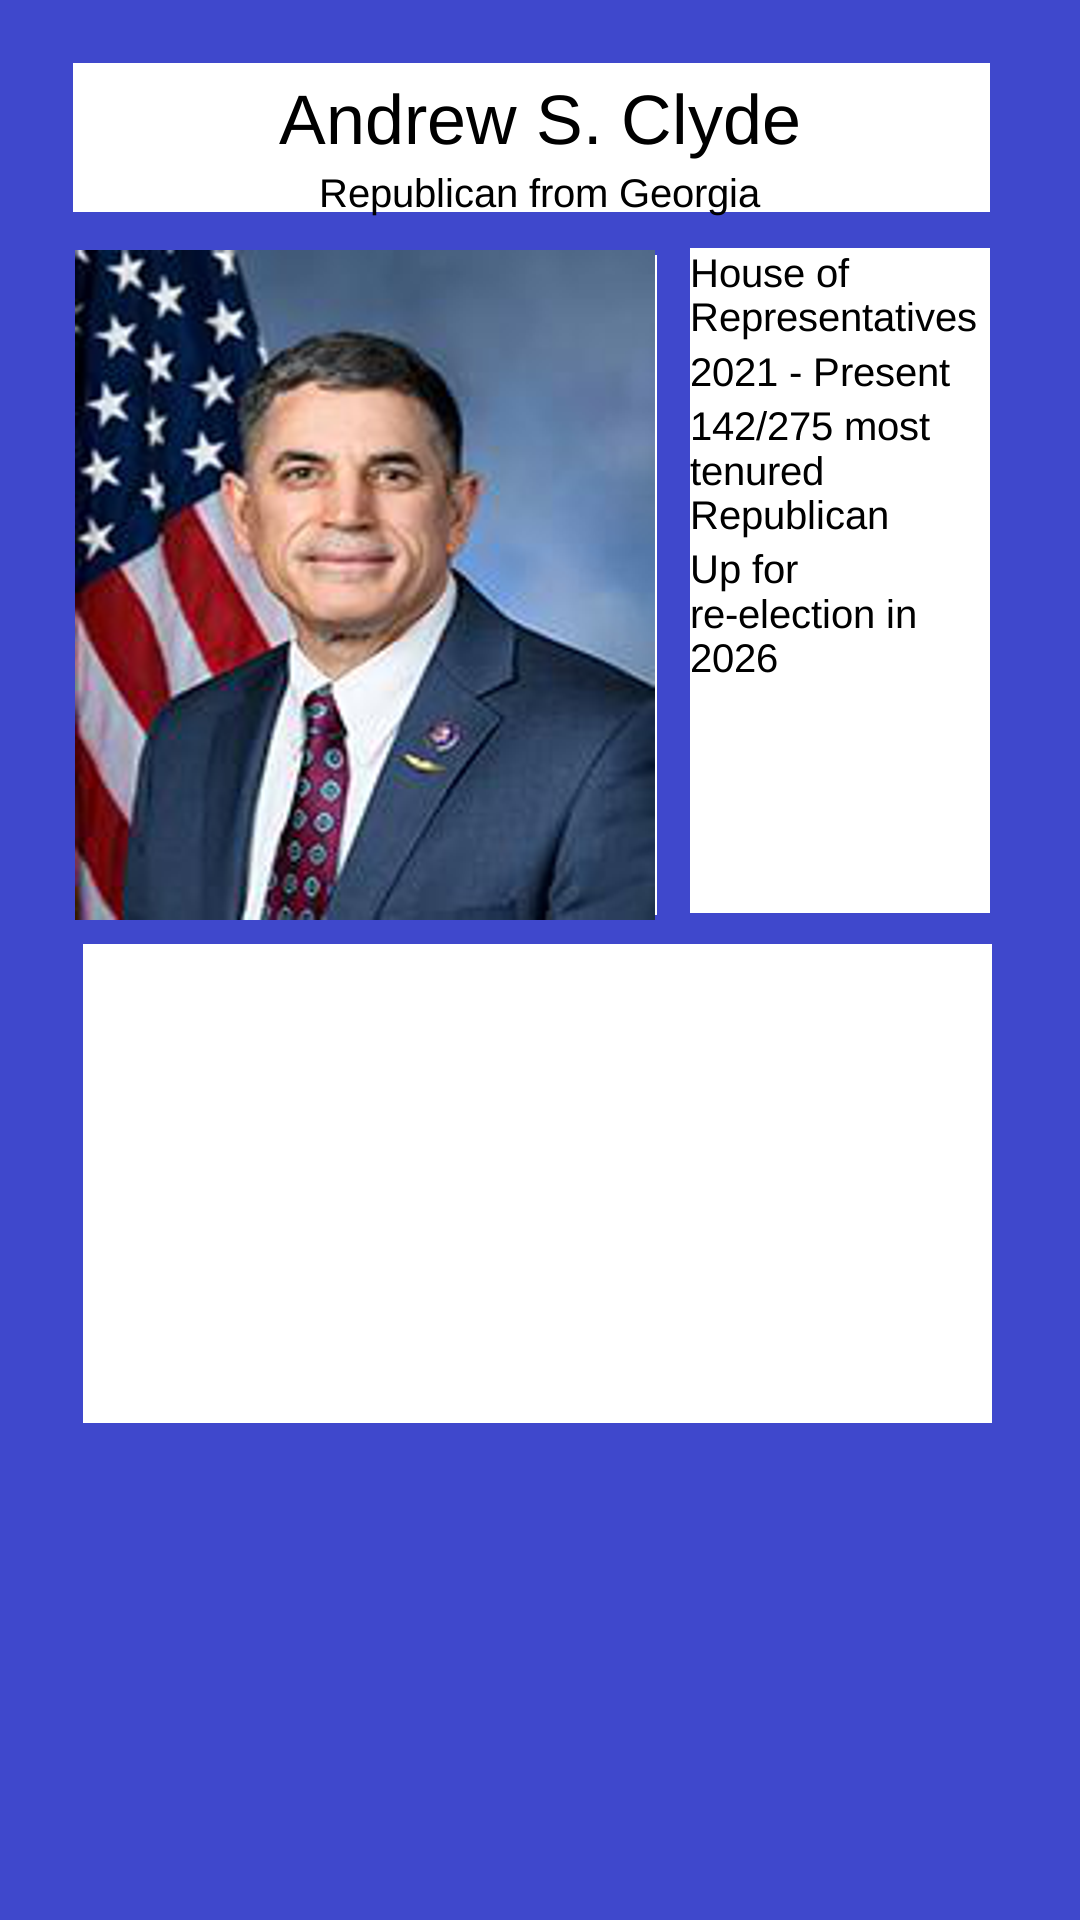 Andrew S. Clyde
Republican from Georgia
House of
Representatives
2021 - Present
142/275 most
tenured
Republican
Up for
re-election in
2026